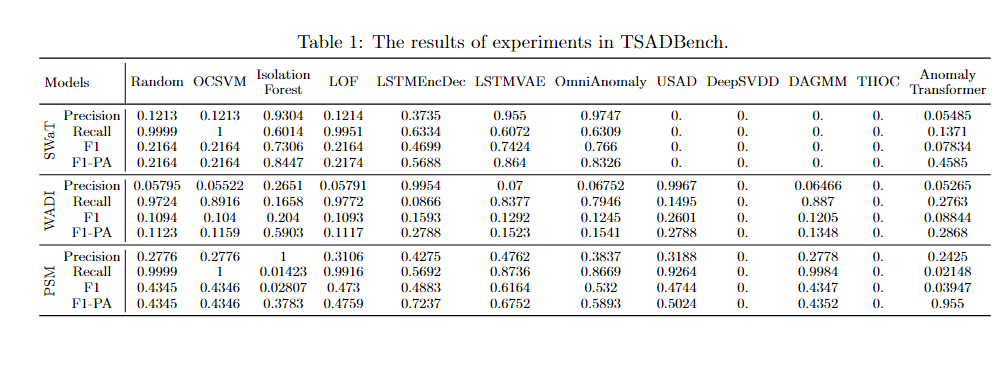 Table 1: The results of experiments in TSADBench.
Models Random OCSVM Isolation Forest LOF LSTMEncDec LSTMVAE OmniAnomaly USAD DeepSVDD DAGMM THOC Anomaly Transformer
SWaT
Precision 0.1213 0.1213 0.9304 0.1214 0.3735 0.955 0.9747 0. 0. 0. 0. 0.05485
Recall 0.9999 1 0.6014 0.9951 0.6334 0.6072 0.6309 0. 0. 0. 0. 0.1371
F1 0.2164 0.2164 0.7306 0.2164 0.4699 0.7424 0.766 0. 0. 0. 0. 0.07834
F1-PA 0.2164 0.2164 0.8447 0.2174 0.5688 0.864 0.8326 0. 0. 0. 0. 0.4585
WADI
Precision 0.05795 0.05522 0.2651 0.05791 0.9954 0.07 0.06752 0.9967 0. 0.06466 0. 0.05265
Recall 0.9724 0.8916 0.1658 0.9772 0.0866 0.8377 0.7946 0.1495 0. 0.887 0. 0.2763
F1 0.1094 0.104 0.204 0.1093 0.1593 0.1292 0.1245 0.2601 0. 0.1205 0. 0.08844
F1-PA 0.1123 0.1159 0.5903 0.1117 0.2788 0.1523 0.1541 0.2788 0. 0.1348 0. 0.2868
PSM
Precision 0.2776 0.2776 1 0.3106 0.4275 0.4762 0.3837 0.3188 0. 0.2778 0. 0.2425
Recall 0.9999 1 0.01423 0.9916 0.5692 0.8736 0.8669 0.9264 0. 0.9984 0. 0.02148
F1 0.4345 0.4346 0.02807 0.473 0.4883 0.6164 0.532 0.4744 0. 0.4347 0. 0.03947
F1-PA 0.4345 0.4346 0.3783 0.4759 0.7237 0.6752 0.5893 0.5024 0. 0.4352 0. 0.955